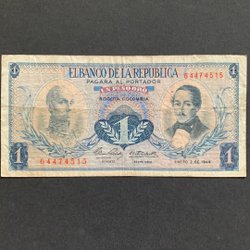 1 EL BANCO DE LA REPUBLICA 1
PAGARA AL PORTADOR
UN PESO ORO
64474515
BOGOTA COLOMBIA
1
64474515
1 1